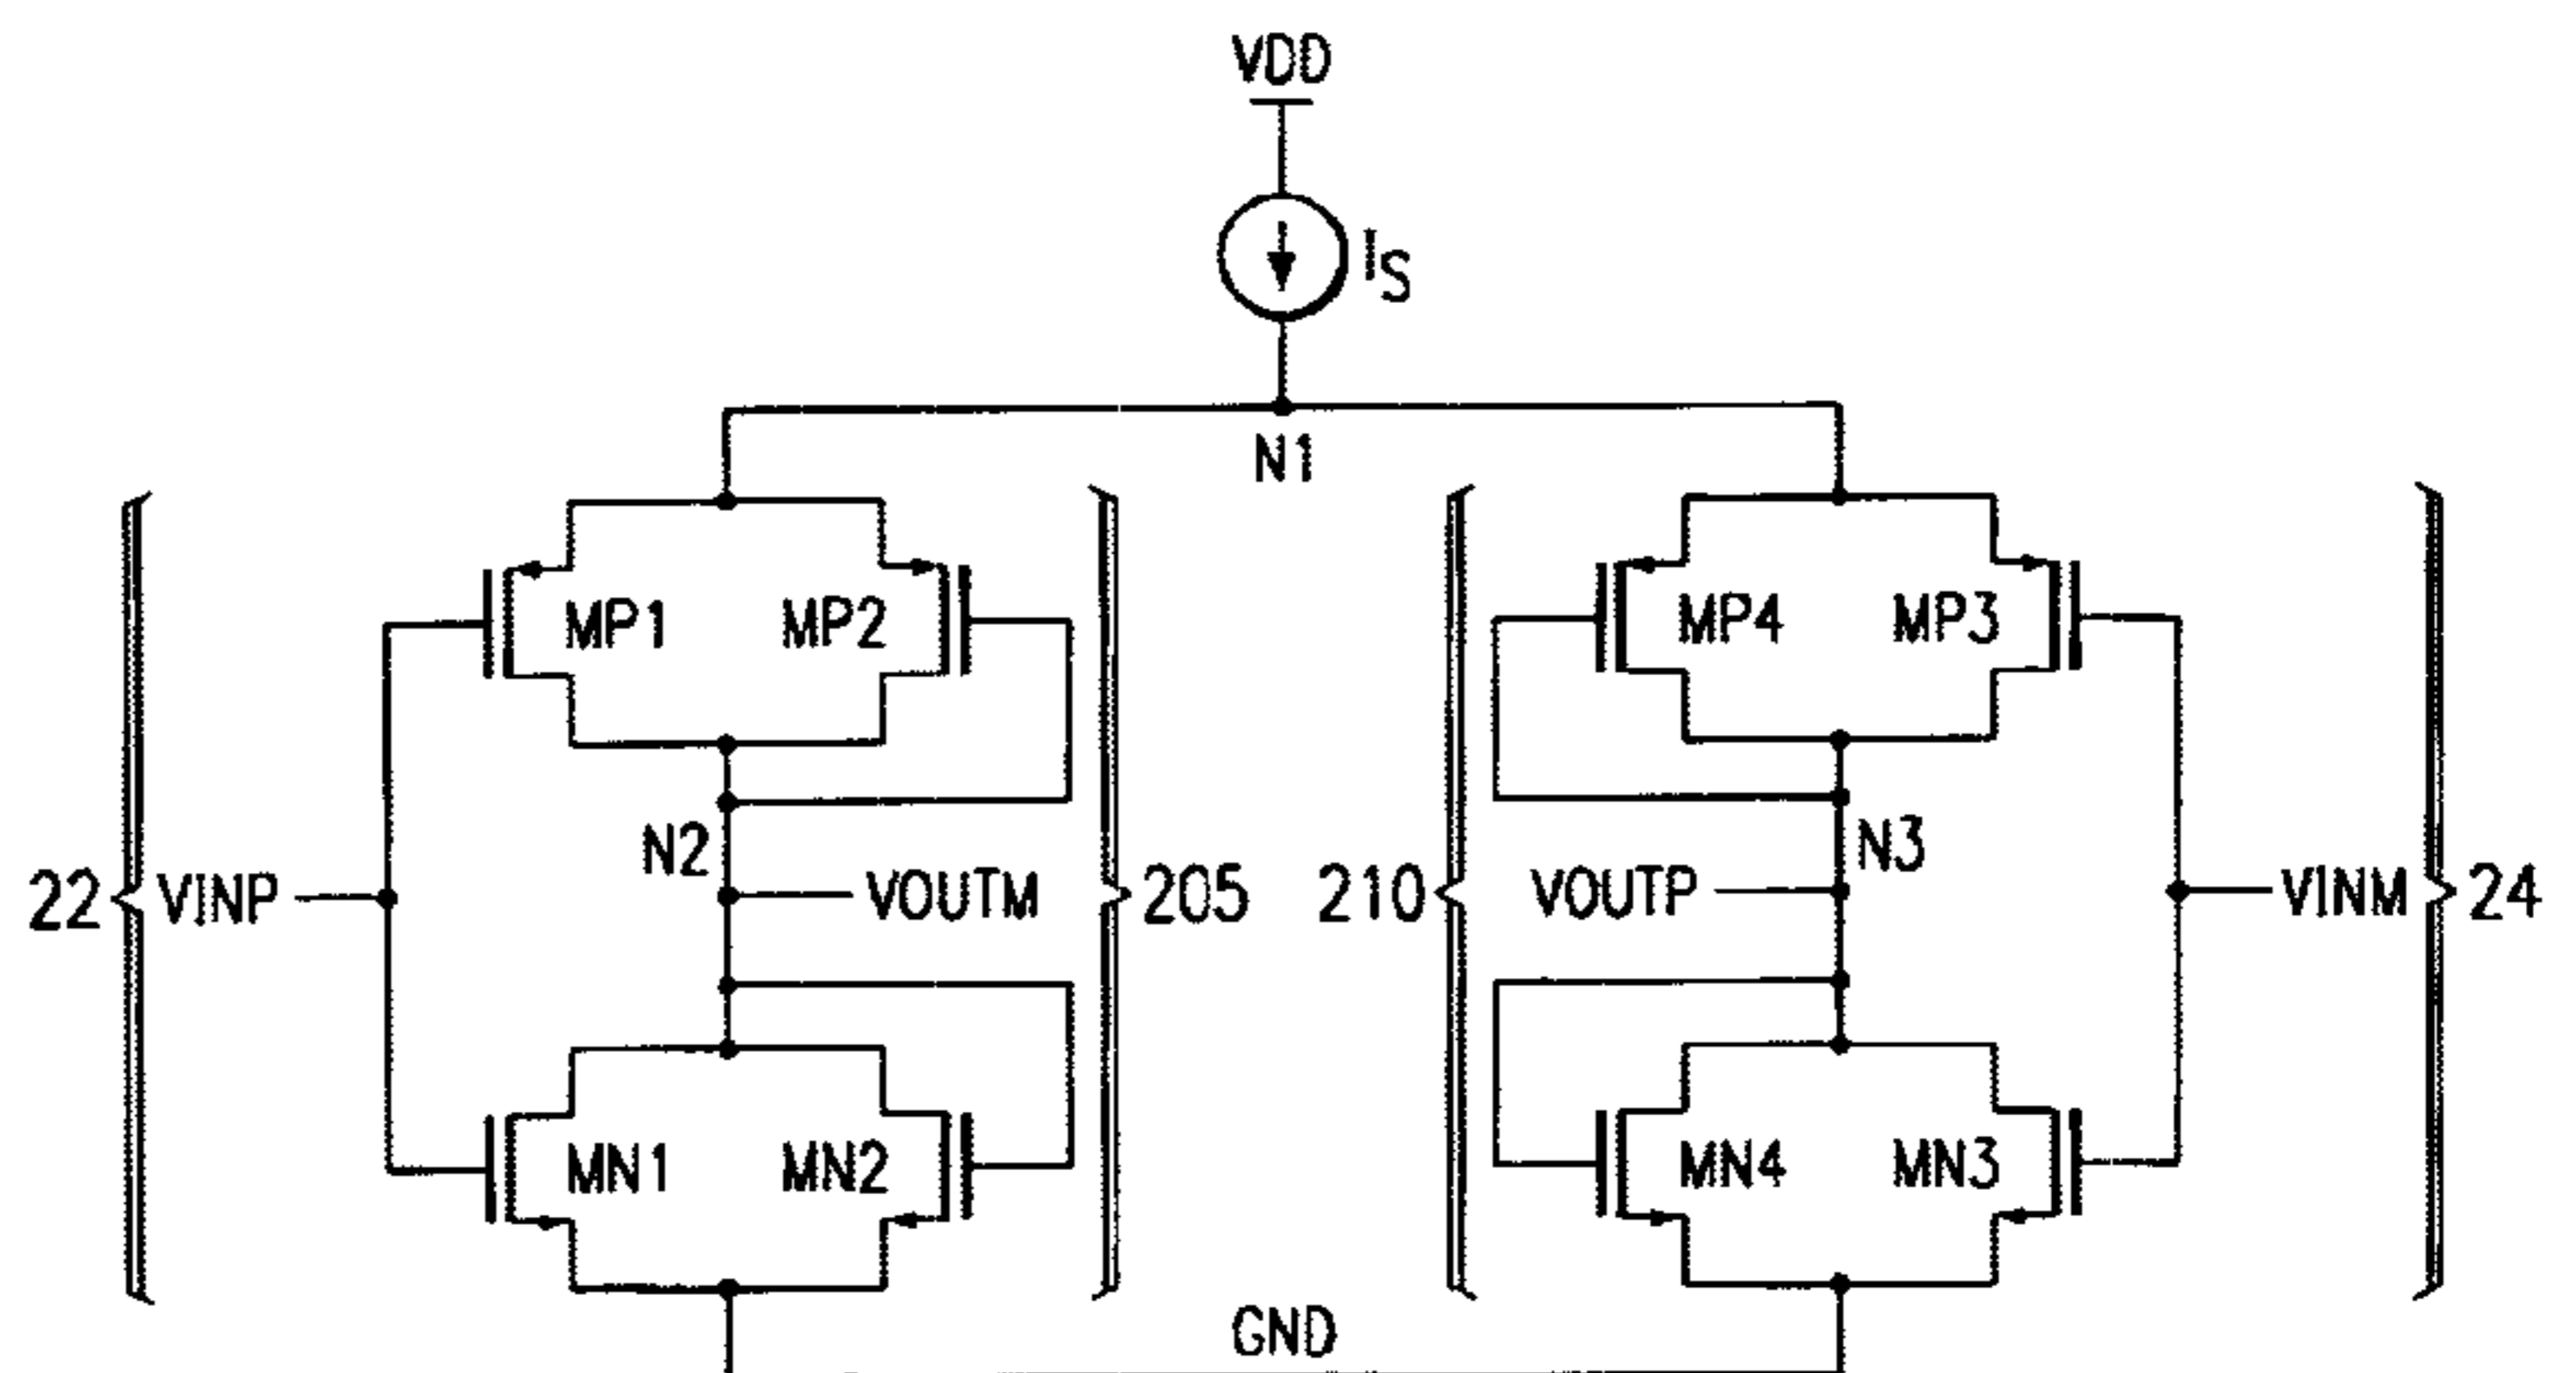 VDD
IS
N1
MP1
MP2
MP4
MP3
N2
N3
22
VINP
VOUTM
205
210
VOUTP
VINM
24
MN1
MN2
MN4
MN3
GND